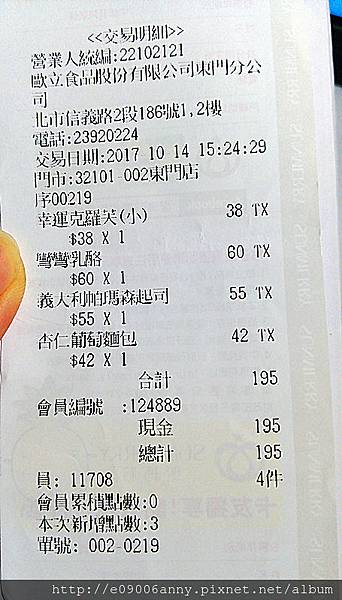 <<交易明細>>
營業人統編:22102121
歐立食品股份有限公司東門分公
司
北市信義路2段186號1,2樓
電話:23920224
交易日期:2017 10 14 15:24:29
門市:32101-002東門店
序00219
幸運克羅芙(小) 38 TX
$38 X 1
彎彎乳酪 60 TX
$60 X 1
義大利帕瑪森起司 55 TX
$55 X 1
杏仁葡萄麵包 42 TX
$42 X 1
合計 195
會員編號 :124889
現金 195
總計 195
員: 11708 4件
會員累積點數:0
本次新增點數:3
單號: 002-0219
http://e09006anny.pixnet.net/album